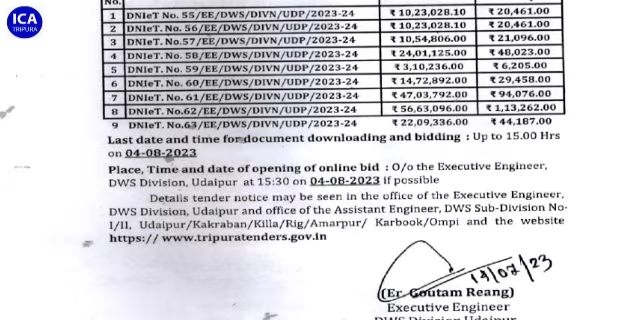 ICA
TRIPURA
No.
1 DNIeT. No. 55/EE/DWS/DIVN/UDP/2023-24 ₹ 10,23,028.10 ₹ 20,461.00
2 DNIeT. No. 56/EE/DWS/DIVN/UDP/2023-24 ₹ 10,23,028.10 ₹ 20,461.00
3 DNIeT. No.57/EE/DWS/DIVN/UDP/2023-24 ₹ 10,54,806.00 ₹ 21,096.00
4 DNIeT. No. 58/EE/DWS/DIVN/UDP/2023-24 ₹ 24,01,125.00 ₹ 48,023.00
5 DNIeT. No. 59/EE/DWS/DIVN/UDP/2023-24 ₹ 3,10,236.00 ₹ 6,205.00
6 DNIeT. No. 60/EE/DWS/DIVN/UDP/2023-24 ₹ 14,72,892.00 ₹ 29,458.00
7 DNIeT. No. 61/EE/DWS/DIVN/UDP/2023-24 ₹ 47,03,792.00 ₹ 94,076.00
8 DNIeT. No.62/EE/DWS/DIVN/UDP/2023-24 ₹ 56,63,096.00 ₹ 1,13,262.00
9 DNIeT. No.63/EE/DWS/DIVN/UDP/2023-24 ₹ 22,09,336.00 ₹ 44,187.00
Last date and time for document downloading and bidding : Up to 15.00 Hrs
on 04-08-2023
Place, Time and date of opening of online bid : O/o the Executive Engineer,
DWS Division, Udaipur at 15:30 on 04-08-2023 if possible
Details tender notice may be seen in the office of the Executive Engineer,
DWS Division, Udaipur and office of the Assistant Engineer, DWS Sub-Division No-
I/II, Udaipur/Kakraban/Killa/Rig/Amarpur/ Karbook/Ompi and the website
https:// www.tripuratenders.gov.in
(Er. Goutam Reang)
Executive Engineer
DWS Division Udaipur